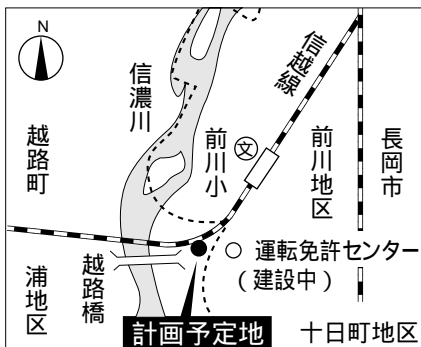 N
信越線
信濃川
前川小
文
前川地区
長岡市
越路町
運転免許センター
(建設中)
越路橋
浦地区
計画予定地
十日町地区